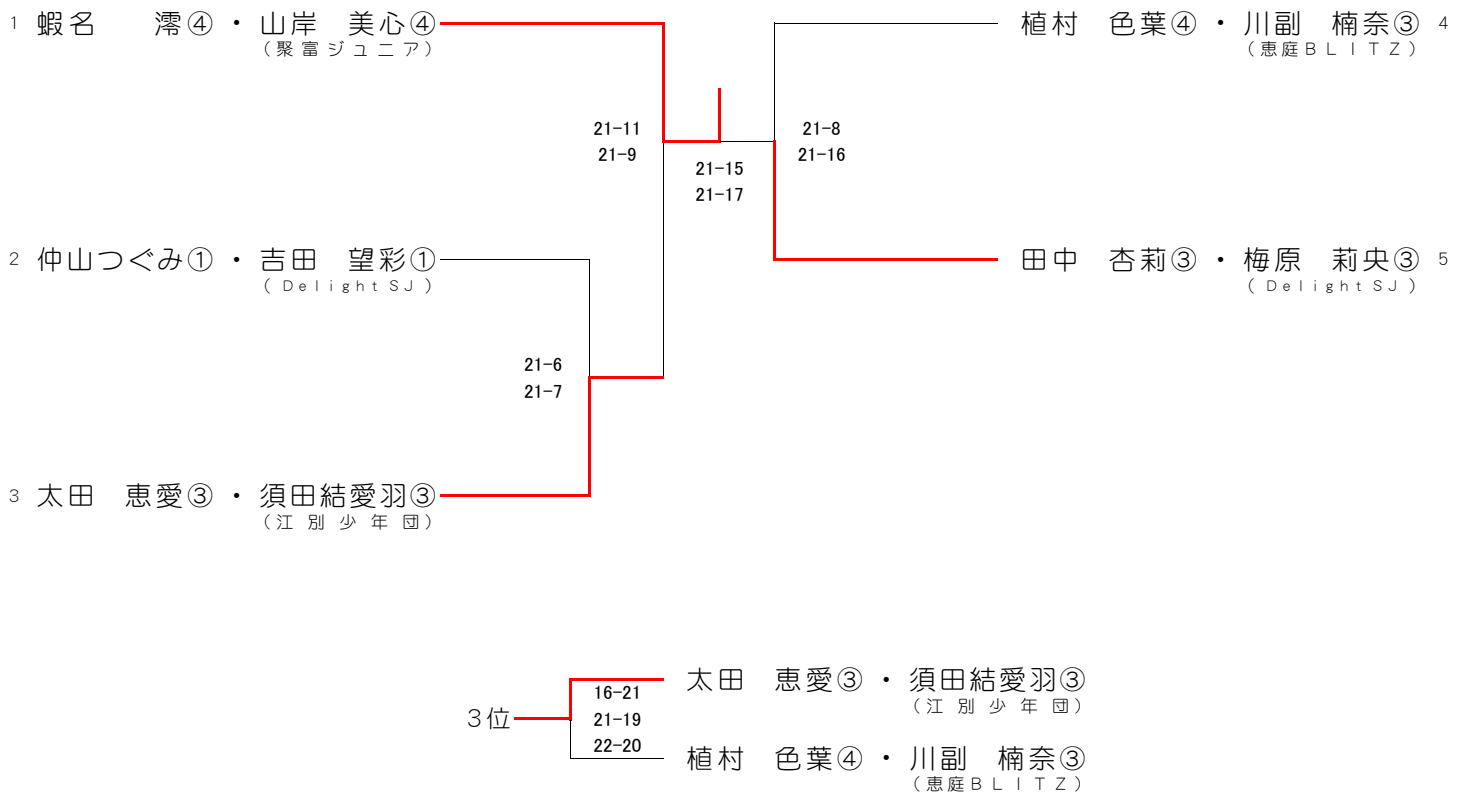 1 蝦名　澪④ ・ 山岸　美心④
(聚富ジュニア)
植村　色葉④ ・ 川副　楠奈③ 4
(恵庭ＢＬＩＴＺ)
21-11
21-9
21-8
21-16
21-15
21-17
2 仲山つぐみ① ・ 吉田　望彩①
(DelightSJ)
田中　杏莉③ ・ 梅原　莉央③ 5
(DelightSJ)
21-6
21-7
3 太田　恵愛③ ・ 須田結愛羽③
(江別少年団)
太田　恵愛③ ・ 須田結愛羽③
(江別少年団)
３位
16-21
21-19
22-20
植村　色葉④ ・ 川副　楠奈③
(恵庭ＢＬＩＴＺ)